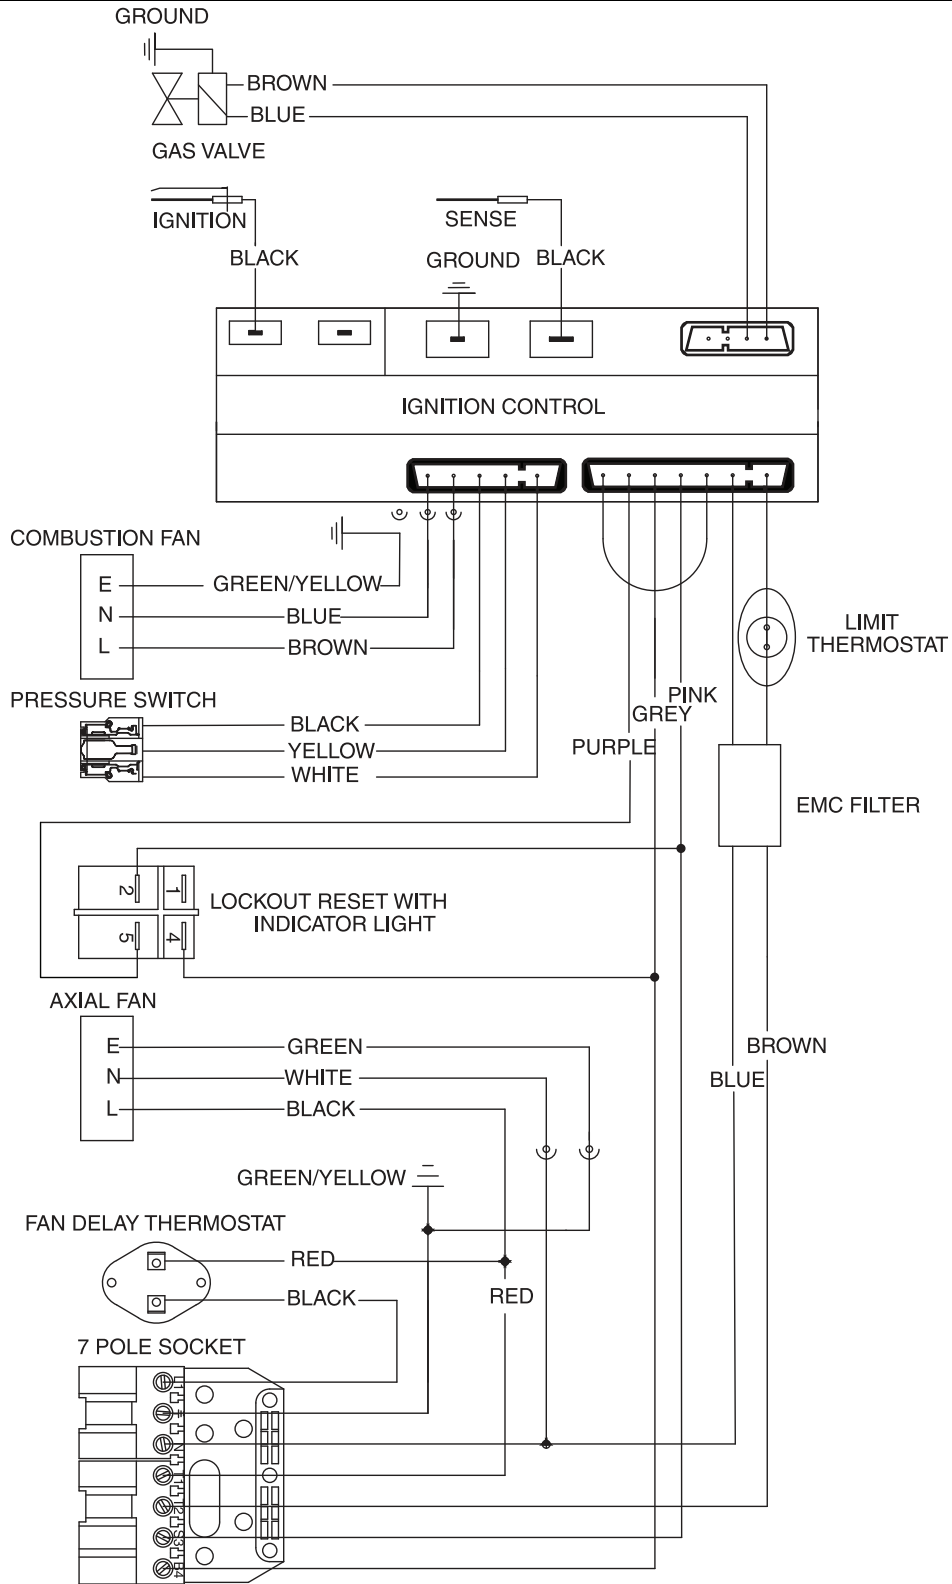 GROUND
BROWN
BLUE
GAS VALVE
IGNITION
SENSE
BLACK
GROUND
BLACK
IGNITION CONTROL
COMBUSTION FAN
E
GREEN/YELLOW
N
BLUE
L
BROWN
LIMIT
THERMOSTAT
PRESSURE SWITCH
PINK
GREY
BLACK
YELLOW
PURPLE
WHITE
EMC FILTER
2
1
LOCKOUT RESET WITH
INDICATOR LIGHT
5
4
AXIAL FAN
E
GREEN
BROWN
N
WHITE
BLUE
L
BLACK
GREEN/YELLOW
FAN DELAY THERMOSTAT
RED
BLACK
RED
7 POLE SOCKET
L1
N
T1
T2
S3
B4